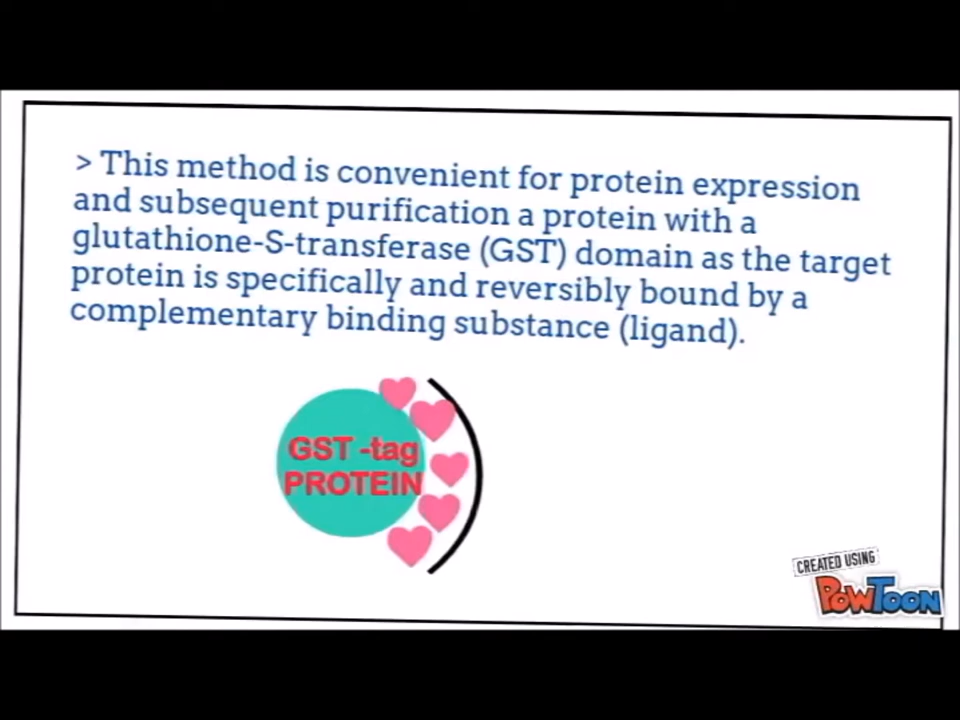 > This method is convenient for protein expression
and subsequent purification a protein with a
glutathione-S-transferase (GST) domain as the target
protein is specifically and reversibly bound by a
complementary binding substance (ligand).
GST -tag
PROTEIN
CREATED USING
POWTOON